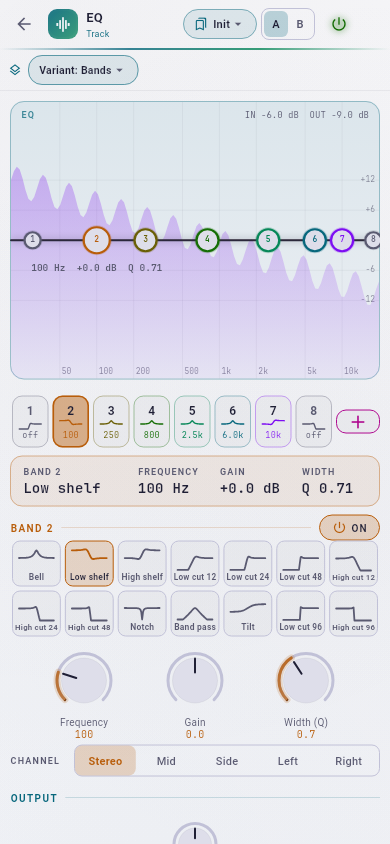 EQ
Track
Init
A B
Variant: Bands
EQ IN -6.0 dB OUT -9.0 dB
+12
+6
1 2 3 4 5 6 7 8
100 Hz +0.0 dB Q 0.71
-6
-12
50 100 200 500 1k 2k 5k 10k
1 2 3 4 5 6 7 8
off 100 250 800 2.5k 6.0k 10k off
BAND 2 FREQUENCY GAIN WIDTH
Low shelf 100 Hz +0.0 dB Q 0.71
BAND 2 ON
Bell Low shelf High shelf Low cut 12 Low cut 24 Low cut 48 High cut 12
High cut 24 High cut 48 Notch Band pass Tilt Low cut 96 High cut 96
Frequency Gain Width (Q)
100 0.0 0.7
CHANNEL Stereo Mid Side Left Right
OUTPUT